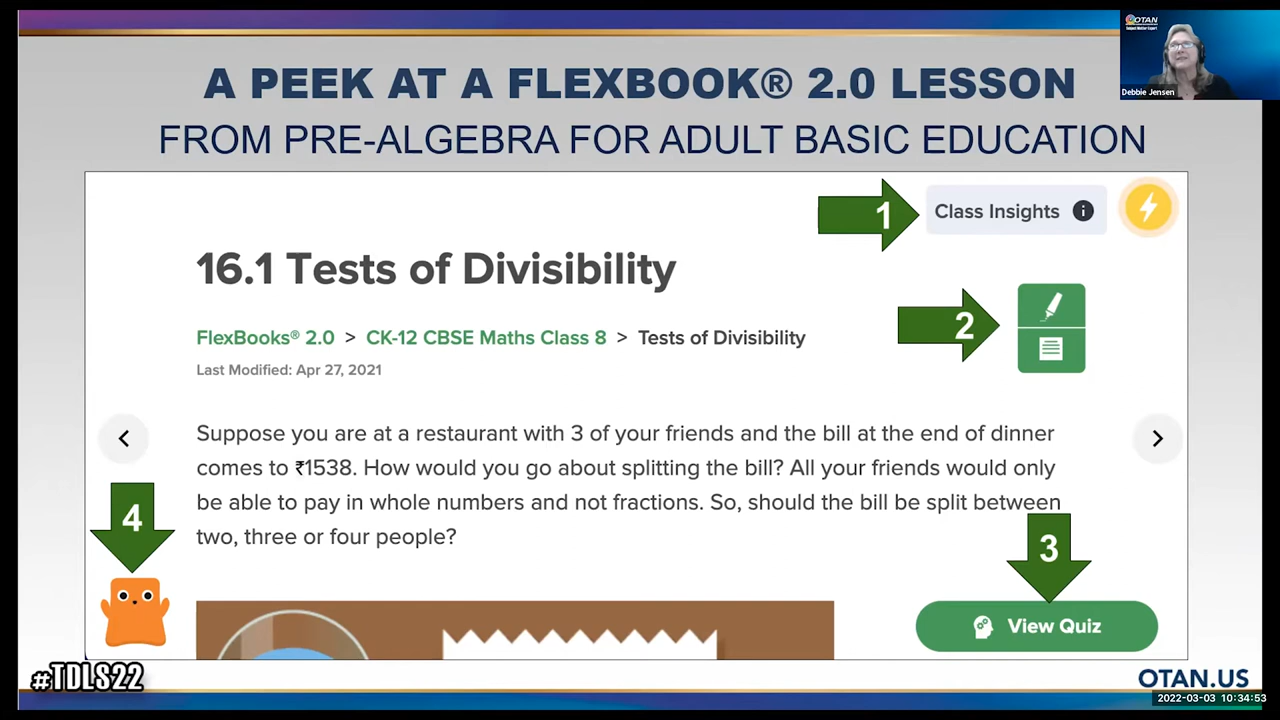 A PEEK AT A FLEXBOOK® 2.0 LESSON
FROM PRE-ALGEBRA FOR ADULT BASIC EDUCATION
OTAN
Subject Matter Expert
Debbie Jensen
1
Class Insights
16.1 Tests of Divisibility
2
FlexBooks® 2.0 > CK-12 CBSE Maths Class 8 > Tests of Divisibility
Last Modified: Apr 27, 2021
Suppose you are at a restaurant with 3 of your friends and the bill at the end of dinner
comes to ₹1538. How would you go about splitting the bill? All your friends would only
be able to pay in whole numbers and not fractions. So, should the bill be split between
two, three or four people?
4
3
View Quiz
#TDLS22
OTAN.US
2022-03-03 10:34:53